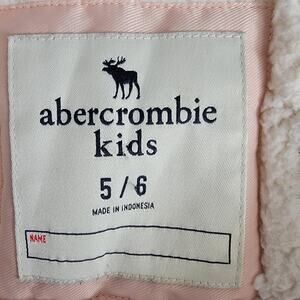 abercrombie
kids
5 / 6
MADE IN INDONESIA
NAME